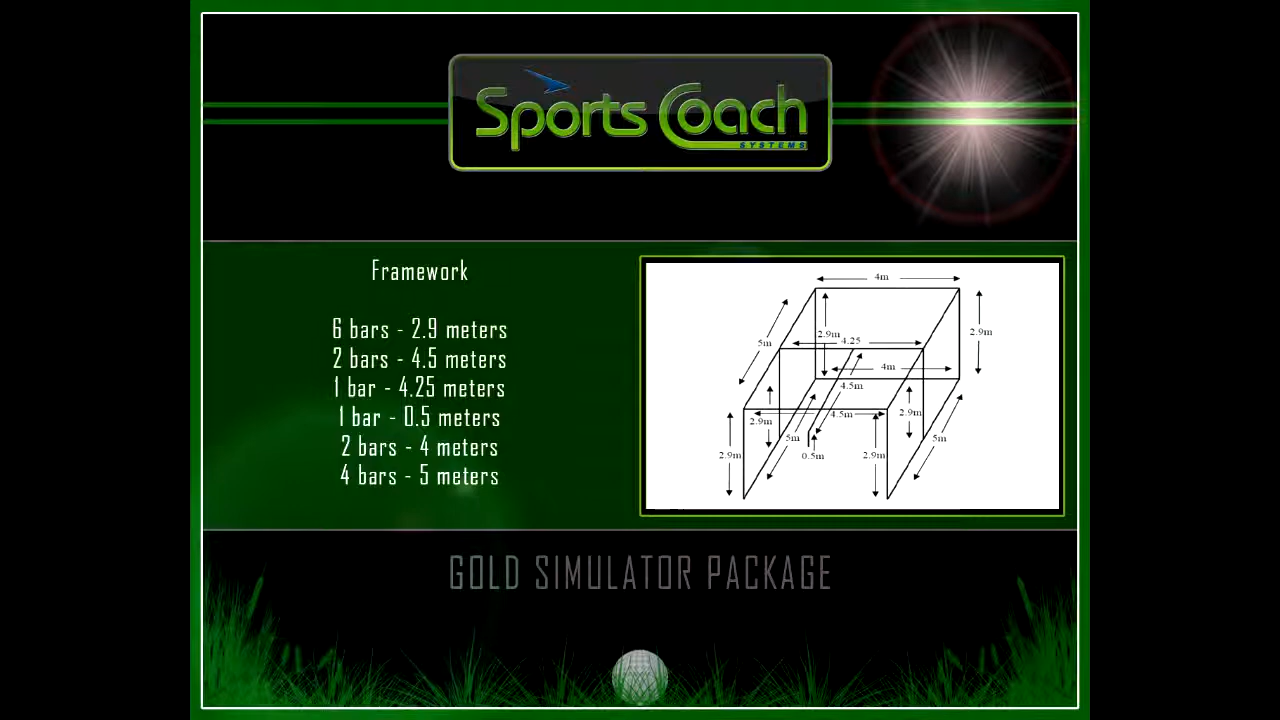 Sports Coach
SYSTEMS
Framework
6 bars - 2.9 meters
2 bars - 4.5 meters
1 bar - 4.25 meters
1 bar - 0.5 meters
2 bars - 4 meters
4 bars - 5 meters
4m
2.9m
2.9m
5m
4.25
4m
4.5m
2.9m
4.5m
2.9m
5m
5m
2.9m
0.5m
2.9m
GOLD SIMULATOR PACKAGE